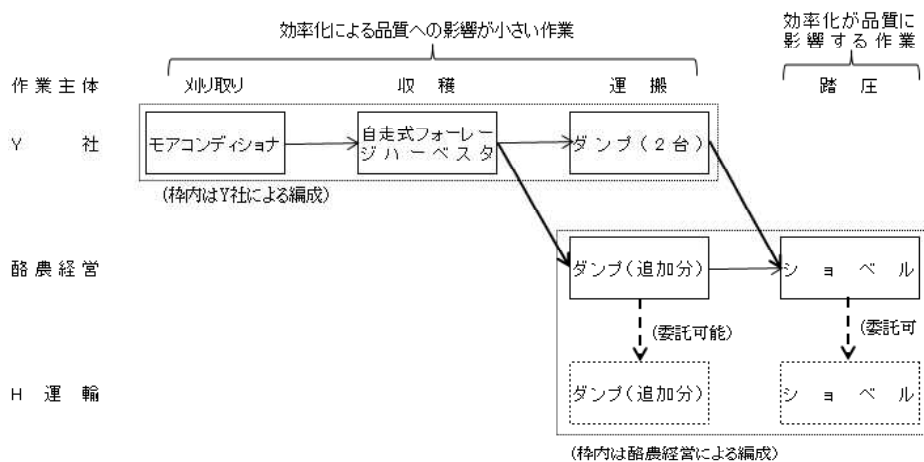 効率化による品質への影響が小さい作業
効率化が品質に
影響する作業
作業主体 刈り取り 収穫 運搬 踏圧
Y社 モアコンディショナ 自走式フォーレー
ジハーベスタ ダンプ(2台)
(枠内はY社による編成)
酪農経営 ダンプ(追加分) ショベル
(委託可能) (委託可
H運輸 ダンプ(追加分) ショベル
(枠内は酪農経営による編成)